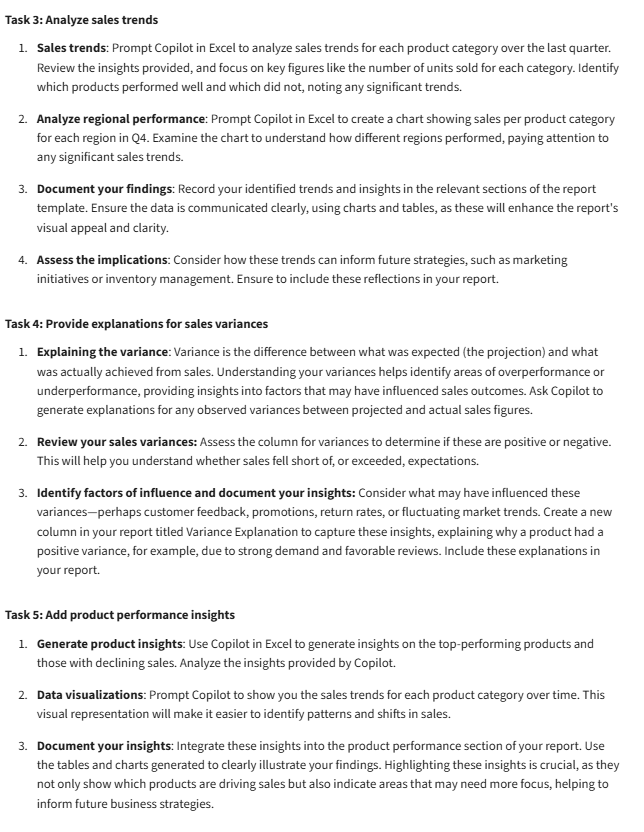 Task 3: Analyze sales trends
1. Sales trends: Prompt Copilot in Excel to analyze sales trends for each product category over the last quarter.
Review the insights provided, and focus on key figures like the number of units sold for each category. Identify
which products performed well and which did not, noting any significant trends.
2. Analyze regional performance: Prompt Copilot in Excel to create a chart showing sales per product category
for each region in Q4. Examine the chart to understand how different regions performed, paying attention to
any significant sales trends.
3. Document your findings: Record your identified trends and insights in the relevant sections of the report
template. Ensure the data is communicated clearly, using charts and tables, as these will enhance the report's
visual appeal and clarity.
4. Assess the implications: Consider how these trends can inform future strategies, such as marketing
initiatives or inventory management. Ensure to include these reflections in your report.
Task 4: Provide explanations for sales variances
1. Explaining the variance: Variance is the difference between what was expected (the projection) and what
was actually achieved from sales. Understanding your variances helps identify areas of overperformance or
underperformance, providing insights into factors that may have influenced sales outcomes. Ask Copilot to
generate explanations for any observed variances between projected and actual sales figures.
2. Review your sales variances: Assess the column for variances to determine if these are positive or negative.
This will help you understand whether sales fell short of, or exceeded, expectations.
3. Identify factors of influence and document your insights: Consider what may have influenced these
variances—perhaps customer feedback, promotions, return rates, or fluctuating market trends. Create a new
column in your report titled Variance Explanation to capture these insights, explaining why a product had a
positive variance, for example, due to strong demand and favorable reviews. Include these explanations in
your report.
Task 5: Add product performance insights
1. Generate product insights: Use Copilot in Excel to generate insights on the top-performing products and
those with declining sales. Analyze the insights provided by Copilot.
2. Data visualizations: Prompt Copilot to show you the sales trends for each product category over time. This
visual representation will make it easier to identify patterns and shifts in sales.
3. Document your insights: Integrate these insights into the product performance section of your report. Use
the tables and charts generated to clearly illustrate your findings. Highlighting these insights is crucial, as they
not only show which products are driving sales but also indicate areas that may need more focus, helping to
inform future business strategies.